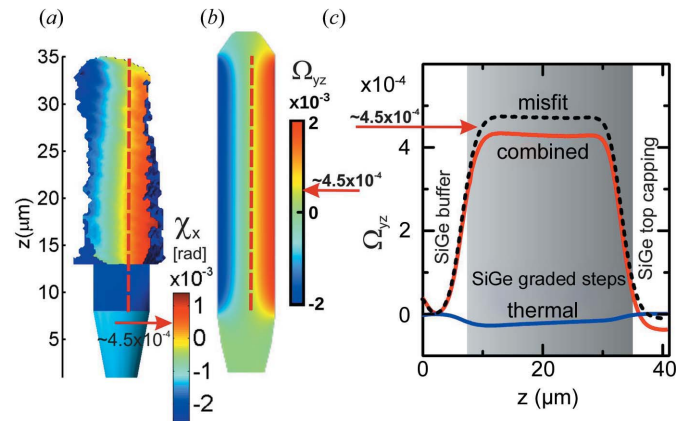 (a)
(b)
(c)
35
30
25
20
15
10
5
z(μm)
χx
[rad]
x10-3
1
0
-1
-2
~4.5x10-4
Ωyz
x10-3
2
0
-2
~4.5x10-4
x10-4
~4.5x10-4
misfit
combined
thermal
SiGe buffer
SiGe graded steps
SiGe top capping
Ωyz
4
2
0
0
20
40
z (μm)